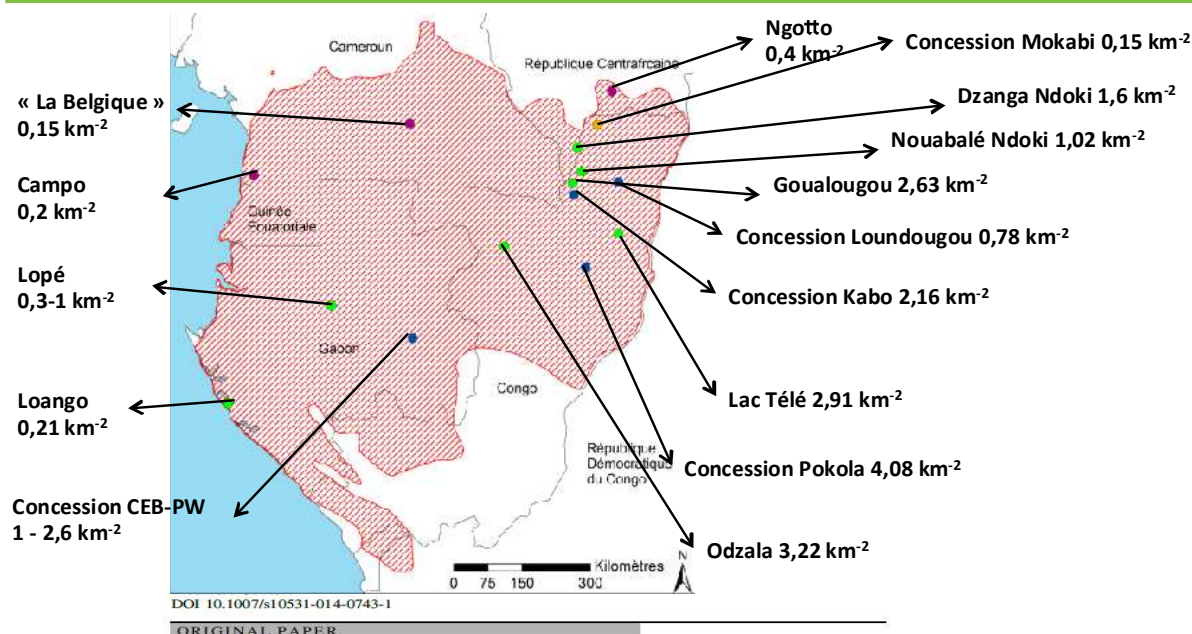 Ngotto
0,4 km-2
Concession Mokabi 0,15 km-2
Cameroun
République Centrafrcaine
Dzanga Ndoki 1,6 km-2
« La Belgique »
0,15 km-2
Nouabalé Ndoki 1,02 km-2
Campo
0,2 km-2
Goualougou 2,63 km-2
Guinée
Equatoriale
Concession Loundougou 0,78 km-2
Lopé
0,3-1 km-2
Concession Kabo 2,16 km-2
Gabon
Congo
Loango
0,21 km-2
Lac Télé 2,91 km-2
République
Démocratique
du Congo
Concession Pokola 4,08 km-2
Concession CEB-PW
1 - 2,6 km-2
Odzala 3,22 km-2
Kilomètres
N
0 75 150 300
DOI 10.1007/s10531-014-0743-1
ORIGINAL PAPER